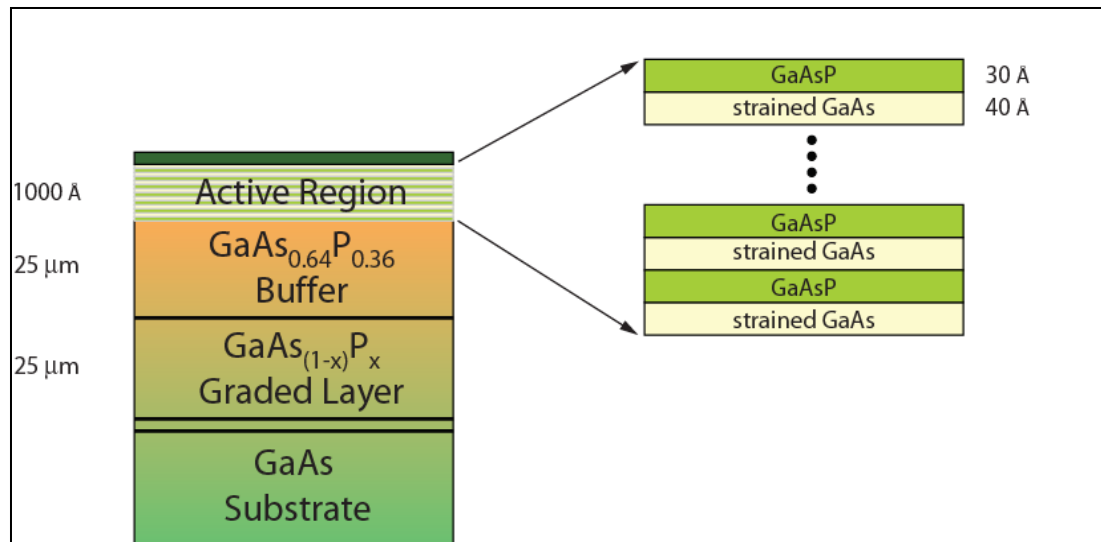 1000 Å
Active Region
25 μm
GaAs0.64P0.36
Buffer
25 μm
GaAs(1-x)Px
Graded Layer
GaAs
Substrate
GaAsP 30 Å
strained GaAs 40 Å
GaAsP
strained GaAs
GaAsP
strained GaAs